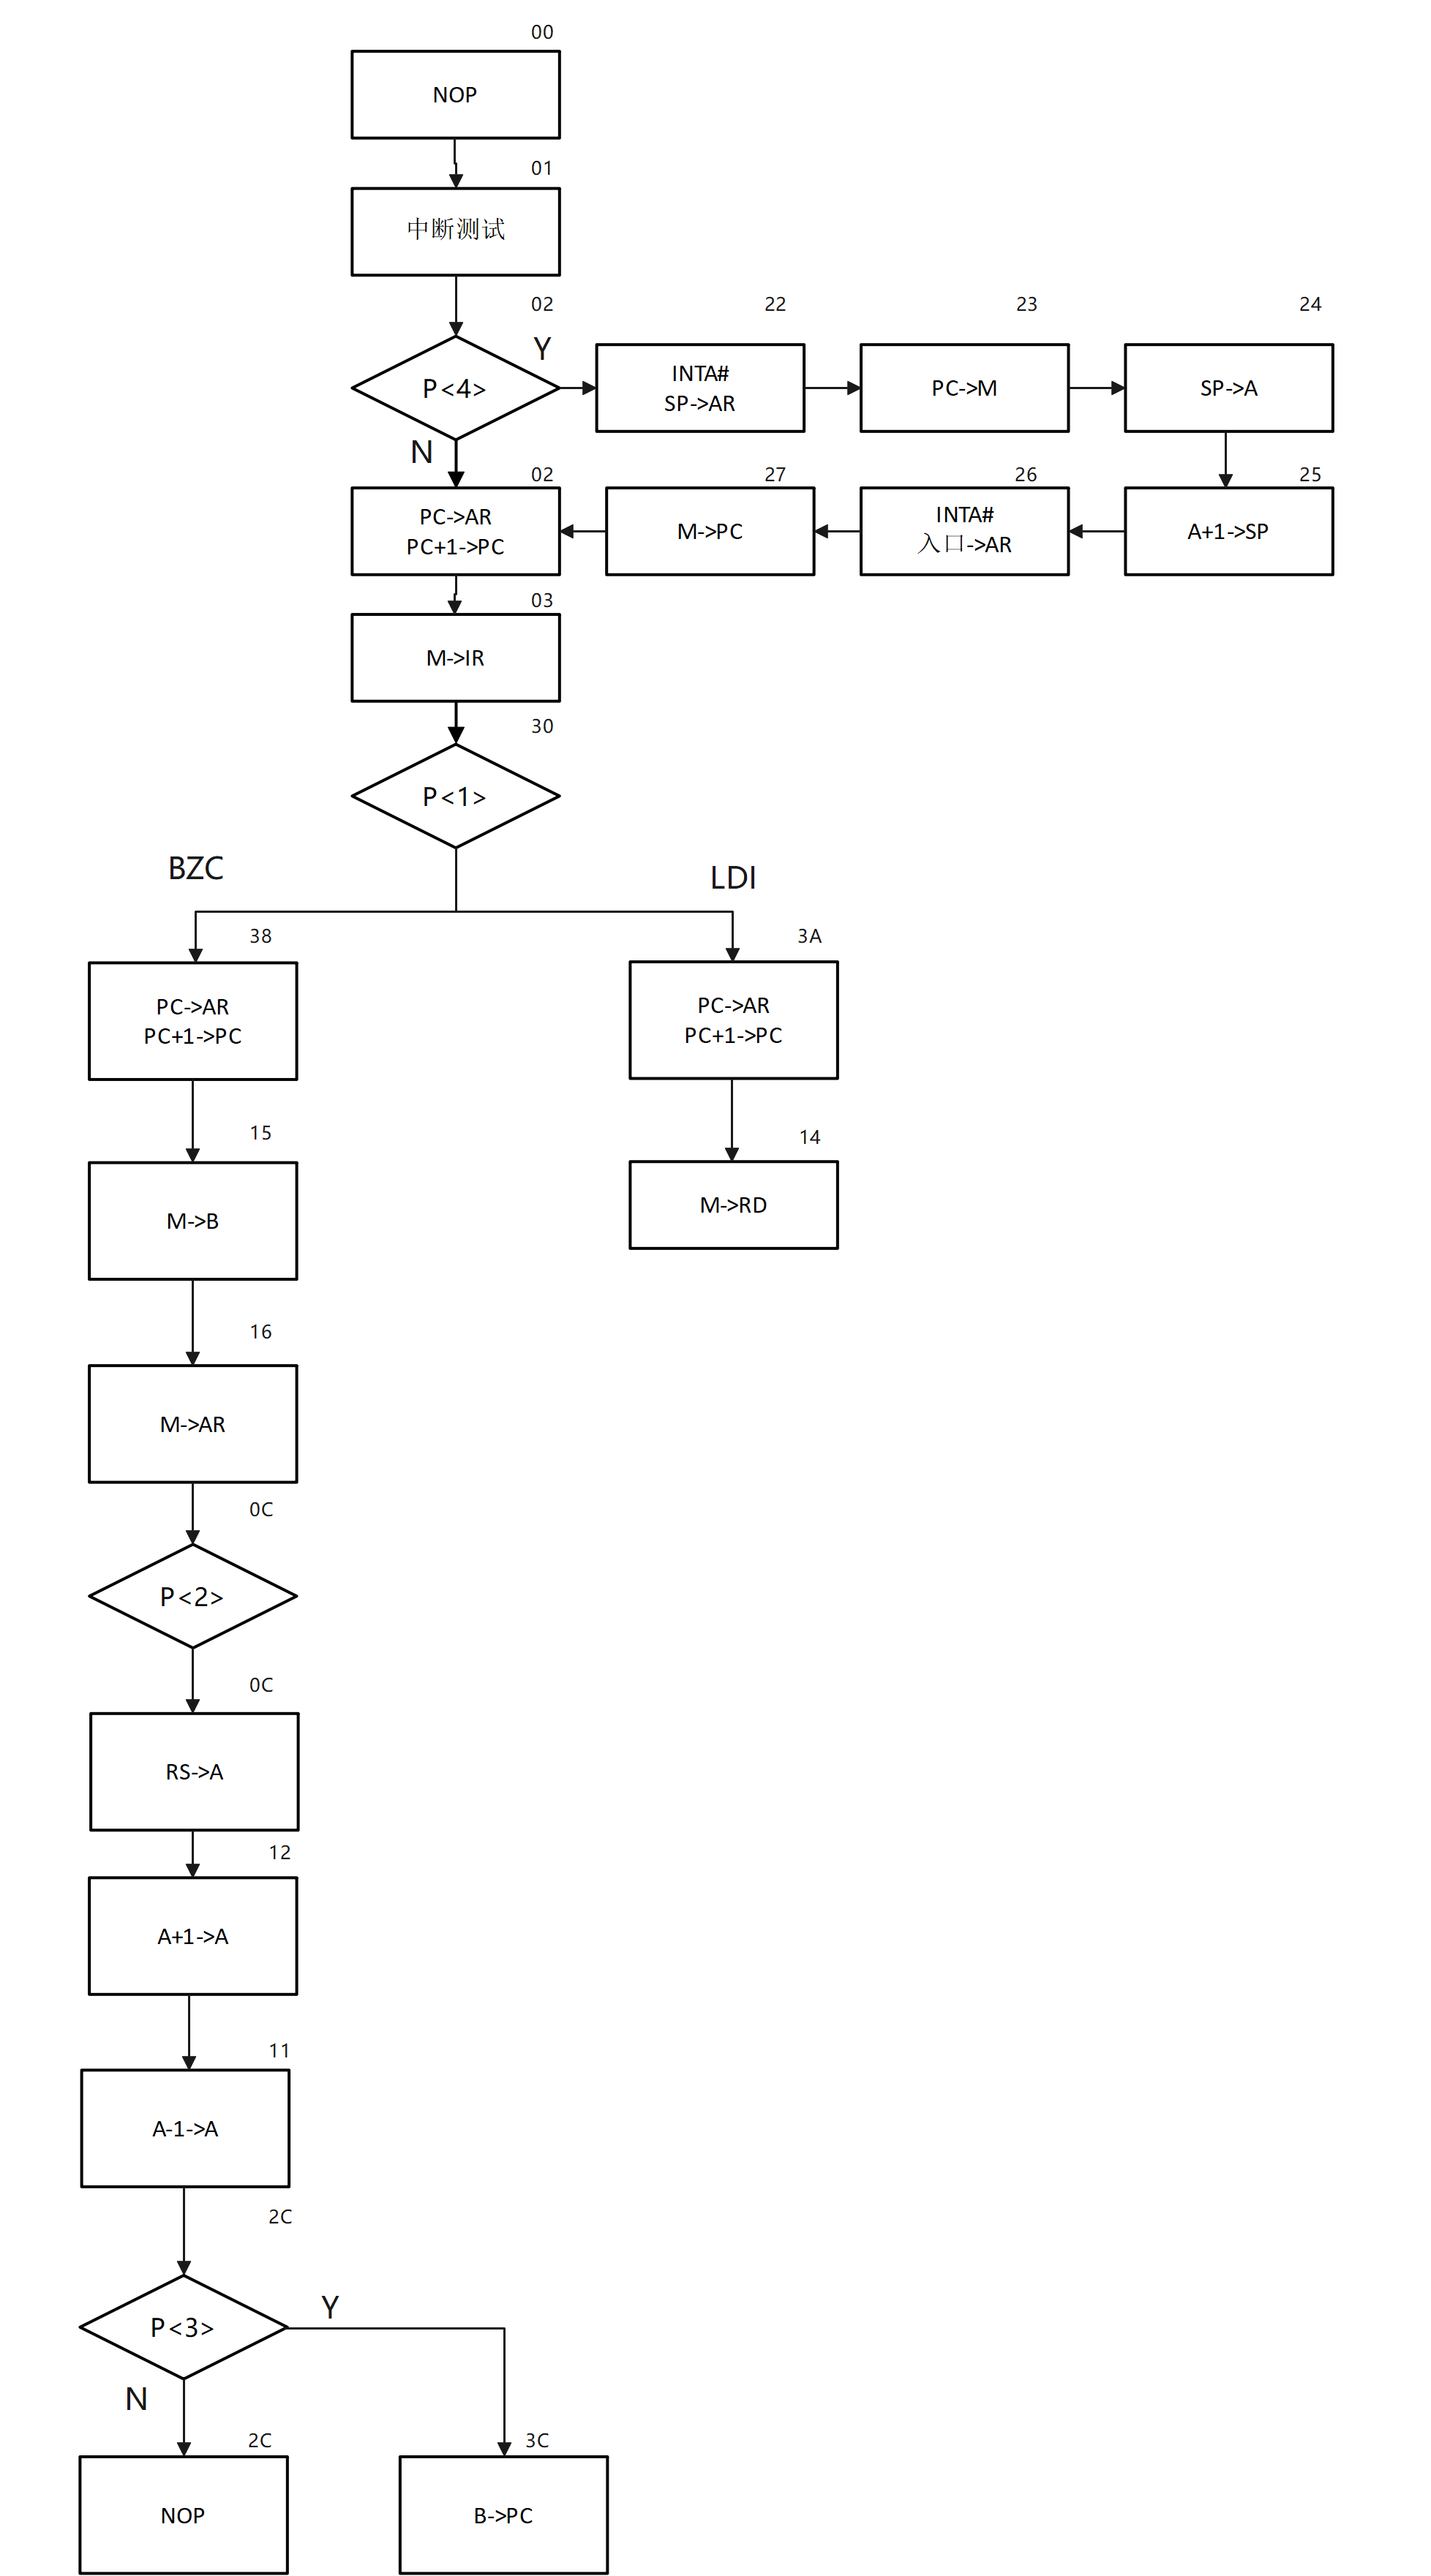 00
NOP
01
中断测试
02
22
23
24
Y
P<4>
INTA#
SP->AR
PC->M
SP->A
N
02
27
26
25
PC->AR
PC+1->PC
M->PC
INTA#
入口->AR
A+1->SP
03
M->IR
30
P<1>
BZC
LDI
38
3A
PC->AR
PC+1->PC
PC->AR
PC+1->PC
15
14
M->B
M->RD
16
M->AR
0C
P<2>
0C
RS->A
12
A+1->A
11
A-1->A
2C
P<3>
Y
N
2C
3C
NOP
B->PC